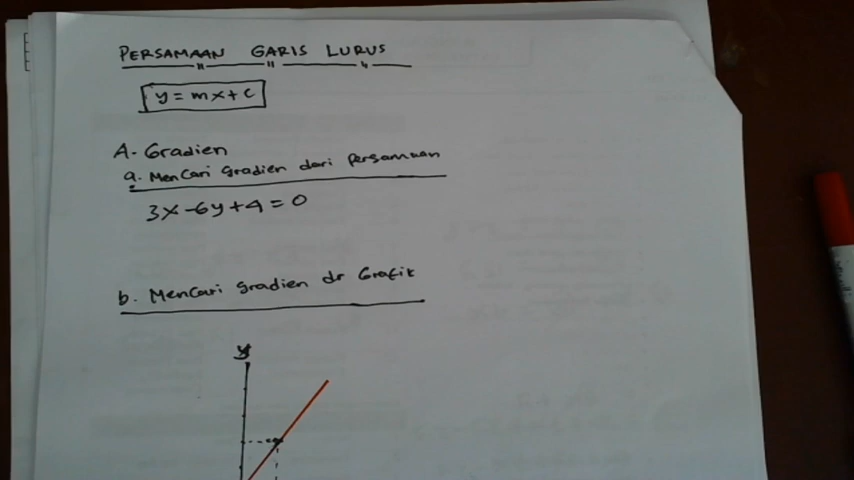 PERSAMAAN GARIS LURUS
y = mx + c
A. Gradien
a. Mencari gradien dari persamaan
3x - 6y + 4 = 0
b. Mencari gradien dr Grafik
y